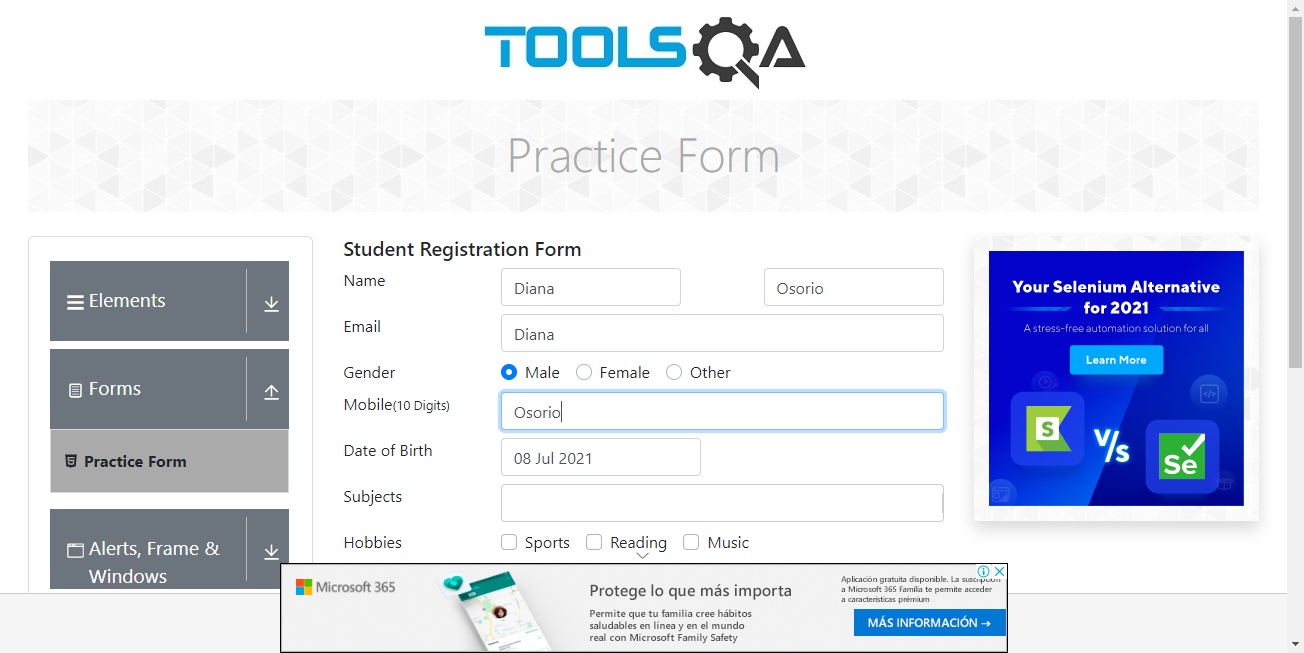 TOOLSQA
Practice Form
Elements
Forms
Practice Form
Alerts, Frame &
Windows
Student Registration Form
Name
Diana
Osorio
Email
Diana
Gender
Male
Female
Other
Mobile(10 Digits)
Osorio
Date of Birth
08 Jul 2021
Subjects
Hobbies
Sports
Reading
Music
Your Selenium Alternative
for 2021
A stress-free automation solution for all
Learn More
S
V/s
Se
Microsoft 365
Protege lo que más importa
Permite que tu familia cree hábitos
saludables en línea y en el mundo
real con Microsoft Family Safety
Aplicación gratuita disponible. La suscripción
a Microsoft 365 Familia te permite acceder
a características prémium
MÁS INFORMACIÓN →